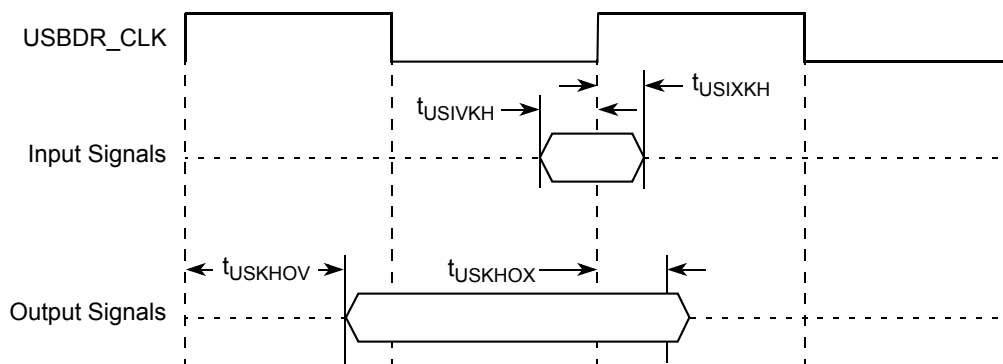 USBDR_CLK
tUSIXKH
tUSIVKH
Input Signals
tUSKHOV
tUSKHOX
Output Signals